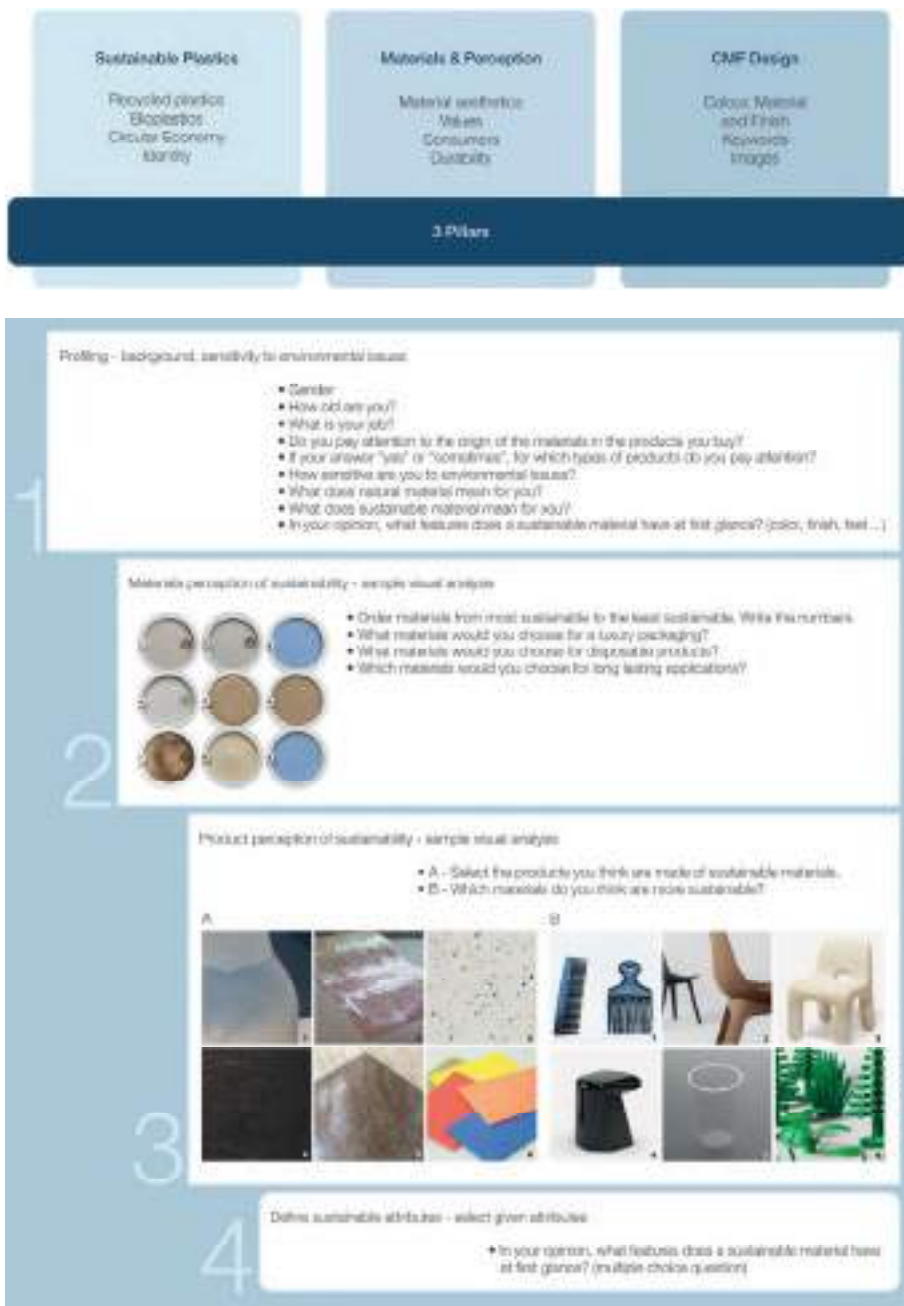 Sustainable Plastics
Recycled plastics
Bioplastics
Circular Economy
Identity
Materials & Perception
Material aesthetics
Values
Consumers
Durability
CMF Design
Colour, Material
and Finish
Keywords
Images
3 Pillars
1
Profiling - background, sensitivity to environmental issues
• Gender
• How old are you?
• What is your job?
• Do you pay attention to the origin of the materials in the products you buy?
• If your answer "yes" or "sometimes", for which types of products do you pay attention?
• How sensitive are you to environmental issues?
• What does natural material mean for you?
• What does sustainable material mean for you?
• In your opinion, what features does a sustainable material have at first glance? (color, finish, feel ...)
2
Materials perception of sustainability - sample visual analysis
• Order materials from most sustainable to the least sustainable. Write the numbers
• What materials would you choose for a luxury packaging?
• What materials would you choose for disposable products?
• Which materials would you choose for long lasting applications?
3
Product perception of sustainability - sample visual analysis
• A - Select the products you think are made of sustainable materials.
• B - Which materials do you think are more sustainable?
A
B
1
2
3
4
4
Define sustainable attributes - select given attributes
• In your opinion, what features does a sustainable material have
at first glance? (multiple choice question)